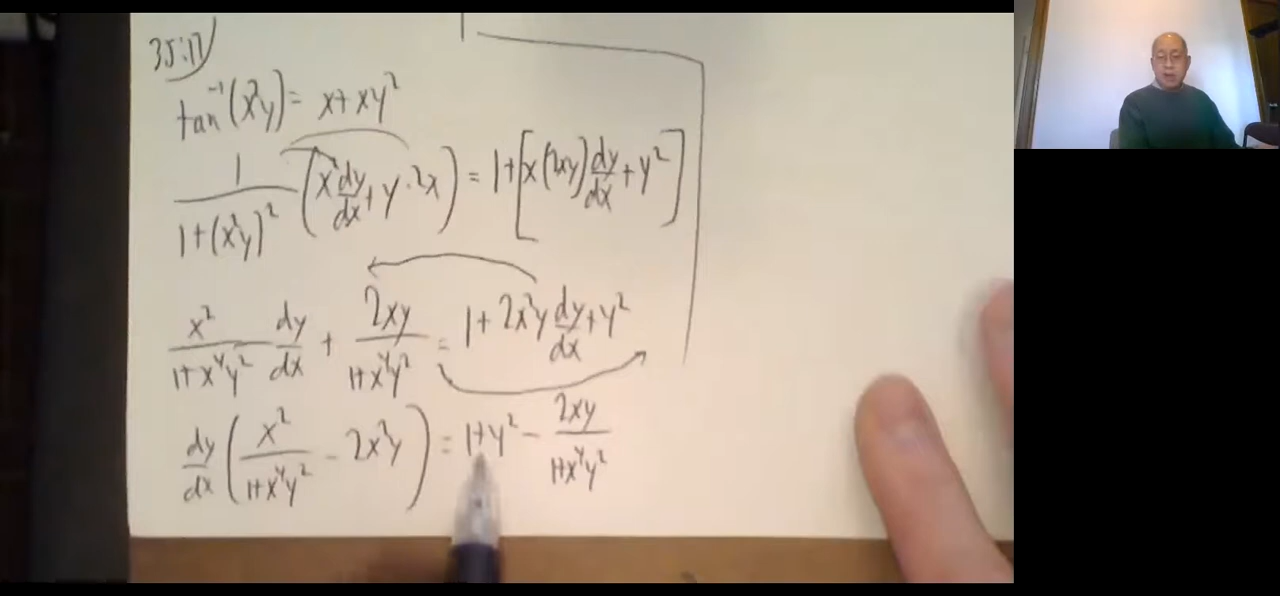 35:17)
tan⁻¹(x²y) = x + xy²
1/(1+(x²y)²) (x² dy/dx + y·2x) = 1 + [x(2xy) dy/dx + y²]
x²/(1+x⁴y²) dy/dx + 2xy/(1+x⁴y²) = 1 + 2x²y dy/dx + y²
dy/dx (x²/(1+x⁴y²) - 2x²y) = 1+y² - 2xy/(1+x⁴y²)